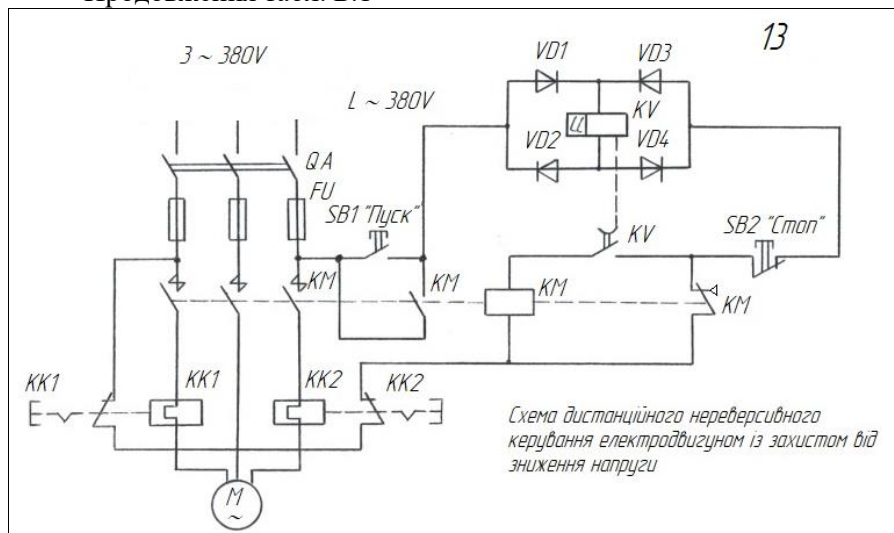 13
3 ~ 380V
L ~ 380V
VD1
VD3
KV
Ц
VD2
VD4
QA
FU
SB1 "Пуск"
KV
SB2 "Стоп"
KM
KM
KM
KM
KK1
KK1
KK2
KK2
M
~
Схема дистанційного нереверсивного
керування електродвигуном із захистом від
зниження напруги